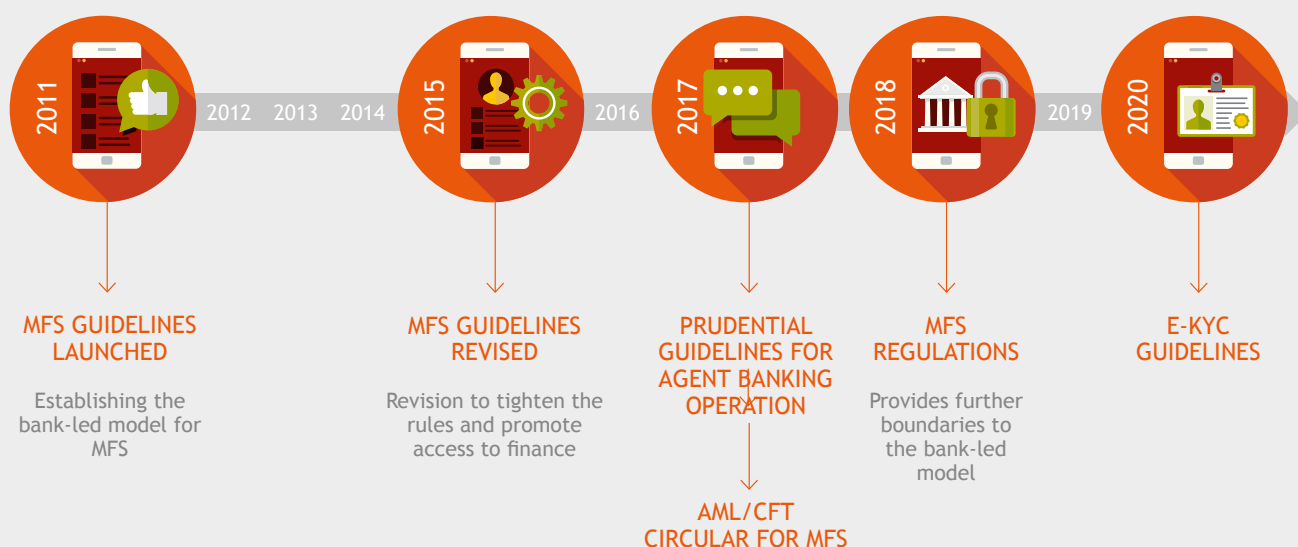 2011
2012
2013
2014
2015
2016
2017
2018
2019
2020
MFS GUIDELINES
LAUNCHED
Establishing the
bank-led model for
MFS
MFS GUIDELINES
REVISED
Revision to tighten the
rules and promote
access to finance
PRUDENTIAL
GUIDELINES FOR
AGENT BANKING
OPERATION
AML/CFT
CIRCULAR FOR MFS
MFS
REGULATIONS
Provides further
boundaries to
the bank-led
model
E-KYC
GUIDELINES